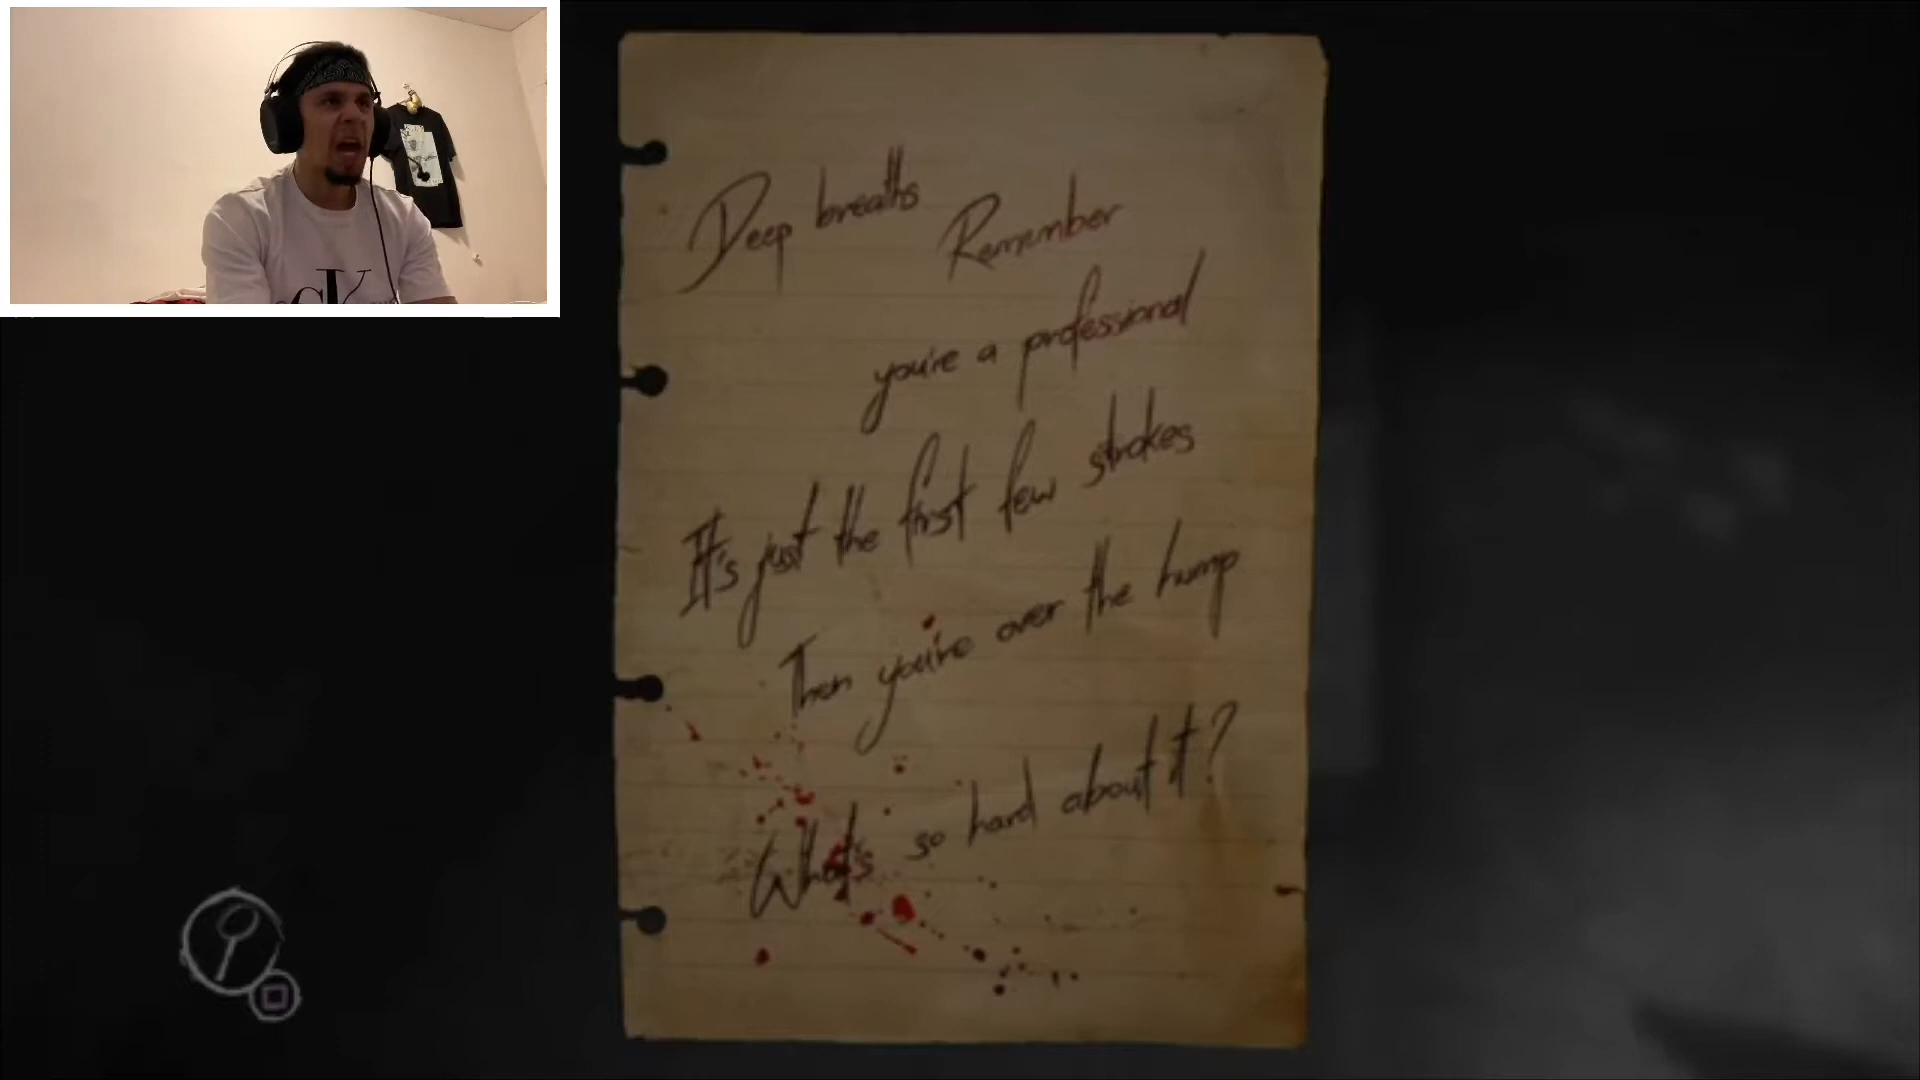 CK
Deep breaths Remember
you're a professional
It's just the first few strokes
Then you're over the hump
What's so hard about it?